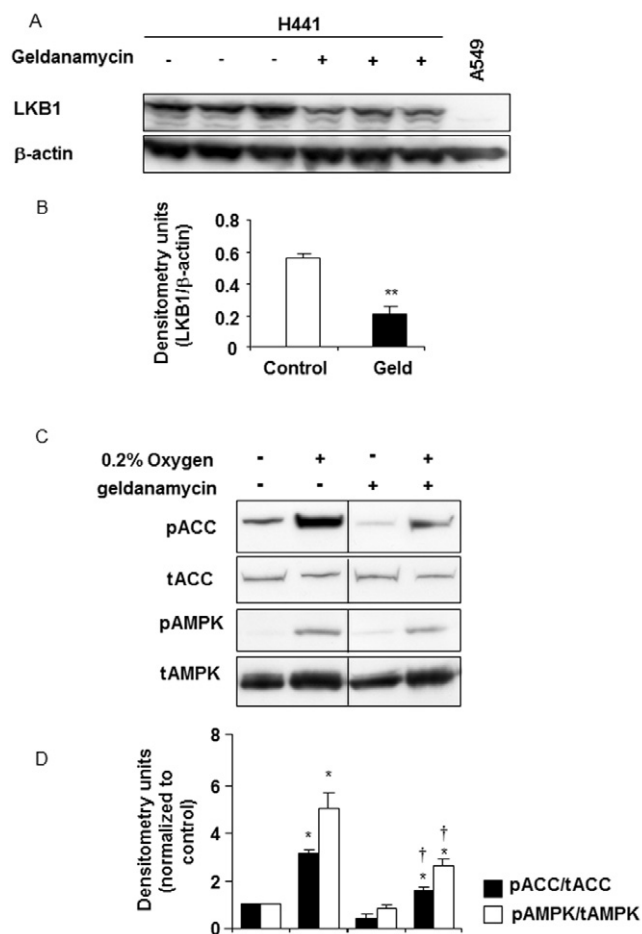 A
H441
Geldanamycin - - - + + + A549
LKB1
β-actin
B
Densitometry units
(LKB1/β-actin)
0.8
0.6
0.4
0.2
0
**
Control Geld
C
0.2% Oxygen - + - +
geldanamycin - - + +
pACC
tACC
pAMPK
tAMPK
D
Densitometry units
(normalized to
control)
8
6
4
2
0
* * † * † *
pACC/tACC
pAMPK/tAMPK